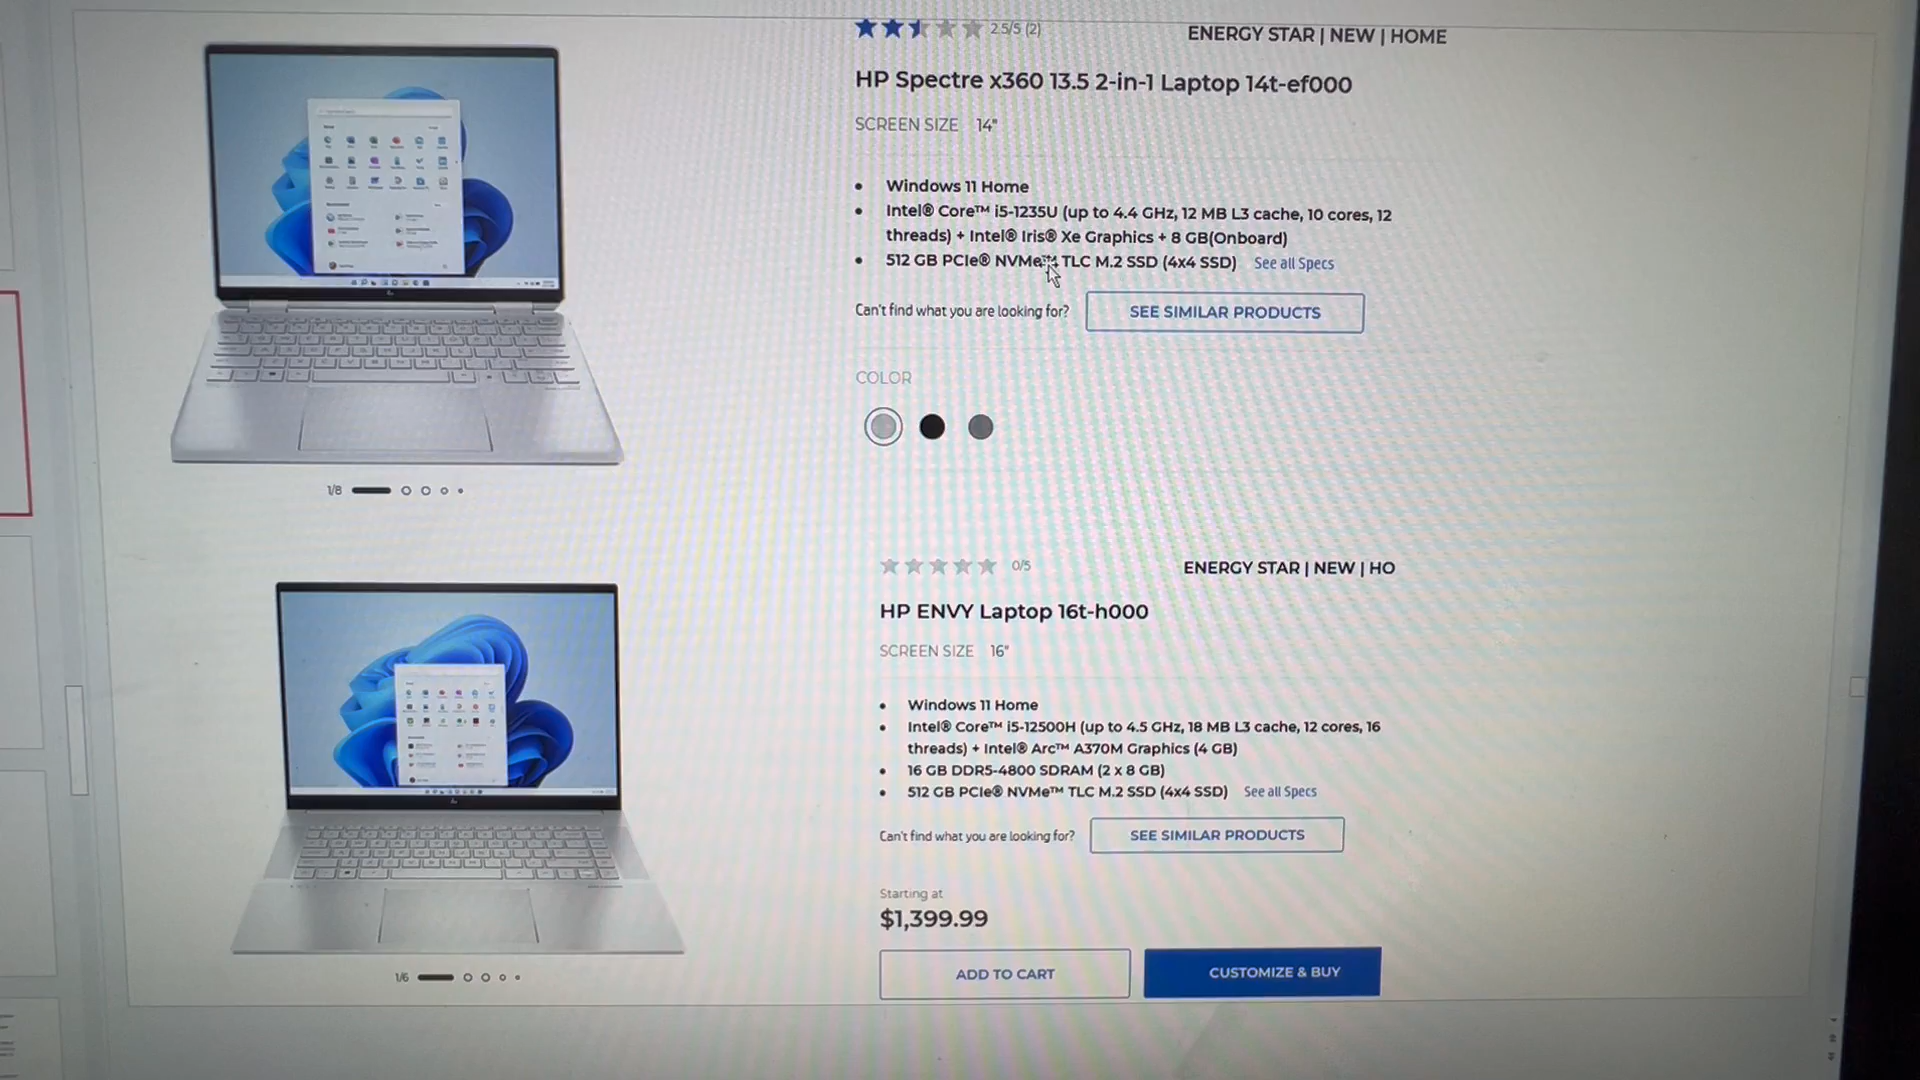 2.5/5 (2)
ENERGY STAR | NEW | HOME
HP Spectre x360 13.5 2-in-1 Laptop 14t-ef000
SCREEN SIZE 14"
• Windows 11 Home
• Intel® Core™ i5-1235U (up to 4.4 GHz, 12 MB L3 cache, 10 cores, 12
threads) + Intel® Iris® Xe Graphics + 8 GB(Onboard)
• 512 GB PCIe® NVMe™ TLC M.2 SSD (4x4 SSD) See all Specs
Can't find what you are looking for? SEE SIMILAR PRODUCTS
COLOR
1/8
0/5
ENERGY STAR | NEW | HO
HP ENVY Laptop 16t-h000
SCREEN SIZE 16"
• Windows 11 Home
• Intel® Core™ i5-12500H (up to 4.5 GHz, 18 MB L3 cache, 12 cores, 16
threads) + Intel® Arc™ A370M Graphics (4 GB)
• 16 GB DDR5-4800 SDRAM (2 x 8 GB)
• 512 GB PCIe® NVMe™ TLC M.2 SSD (4x4 SSD) See all Specs
Can't find what you are looking for? SEE SIMILAR PRODUCTS
Starting at
$1,399.99
ADD TO CART
CUSTOMIZE & BUY
1/6